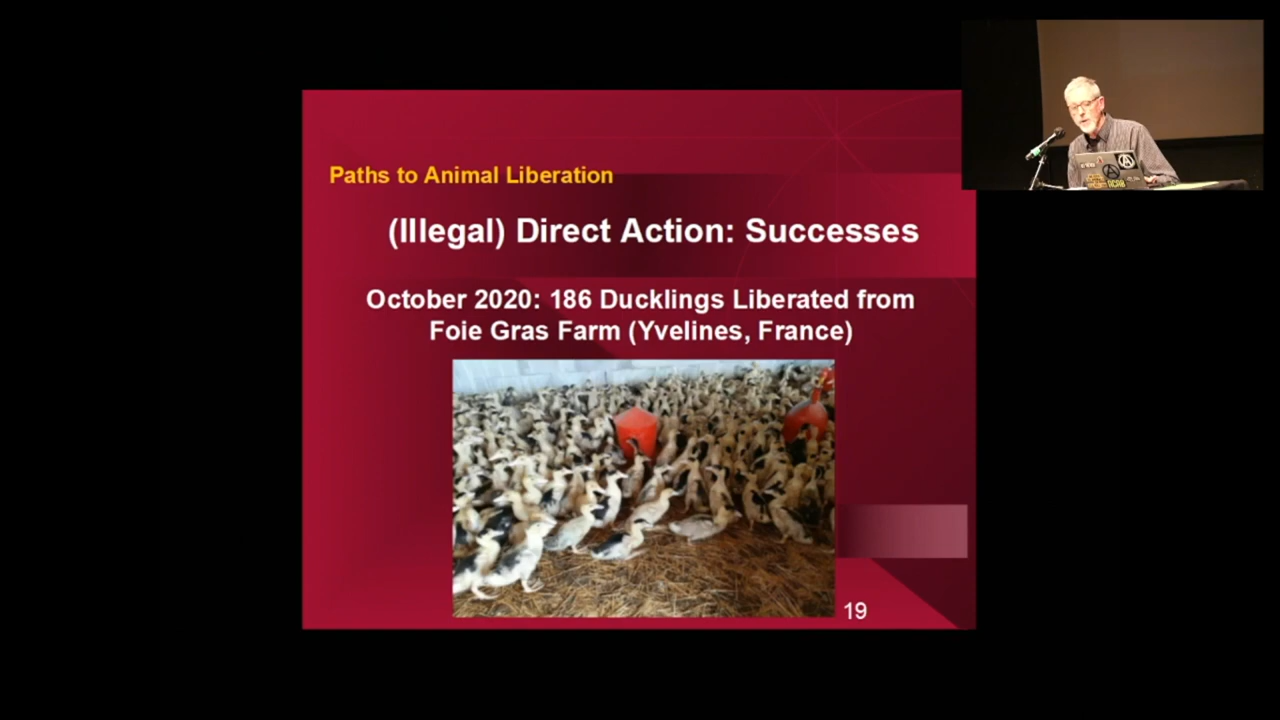 Paths to Animal Liberation
(Illegal) Direct Action: Successes
October 2020: 186 Ducklings Liberated from
Foie Gras Farm (Yvelines, France)
19